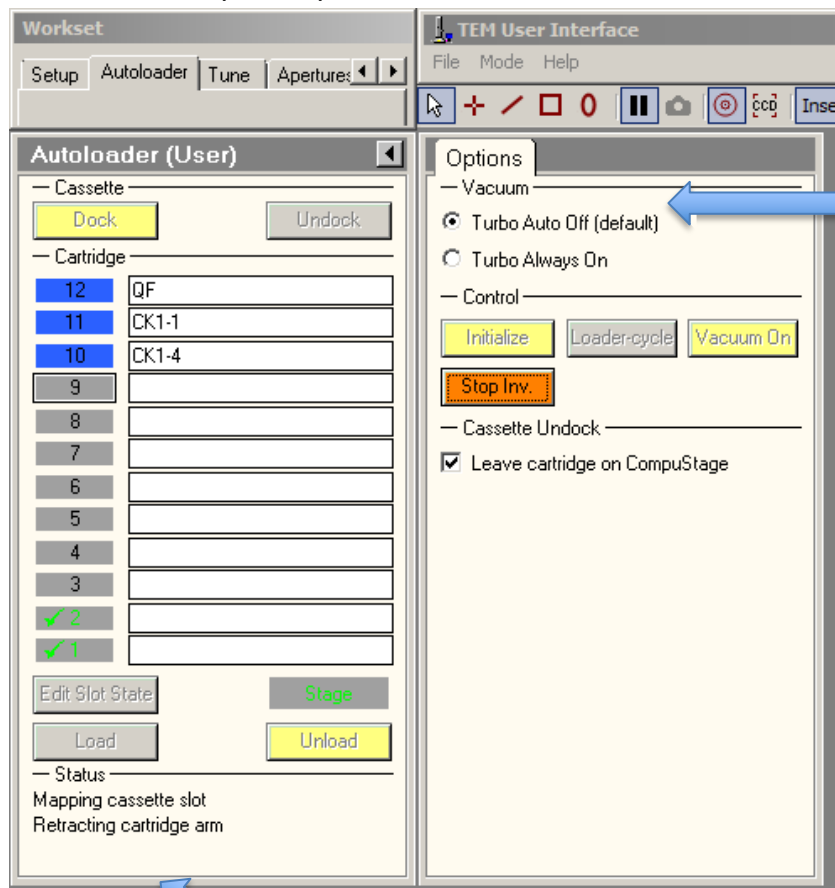 Workset
Setup Autoloader Tune Apertures
Autoloader (User)
Cassette
Dock Undock
Cartridge
12 QF
11 CK1-1
10 CK1-4
9
8
7
6
5
4
3
2
1
Edit Slot State Stage
Load Unload
Status
Mapping cassette slot
Retracting cartridge arm
TEM User Interface
File Mode Help
CCD Inse
Options
Vacuum
Turbo Auto Off (default)
Turbo Always On
Control
Initialize Loader-cycle Vacuum On
Stop Inv.
Cassette Undock
Leave cartridge on CompuStage